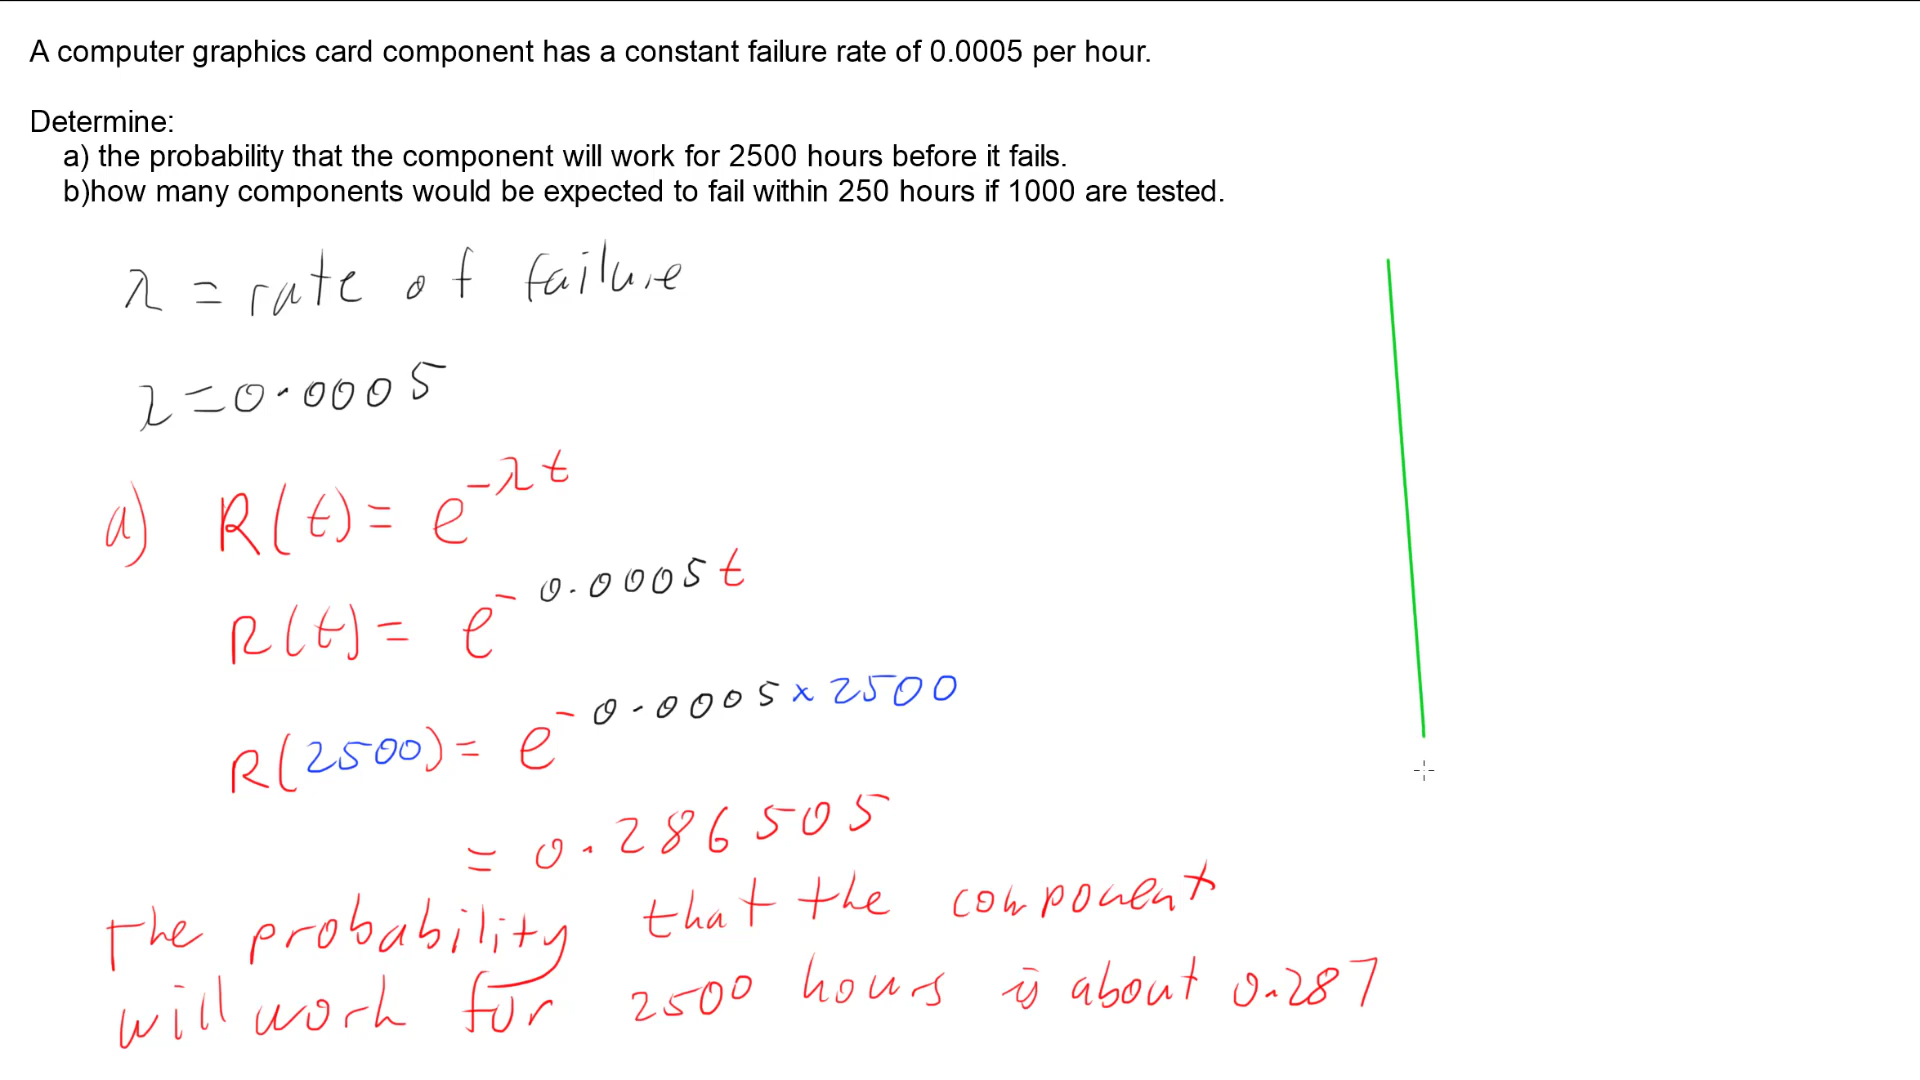 A computer graphics card component has a constant failure rate of 0.0005 per hour.
Determine:
a) the probability that the component will work for 2500 hours before it fails.
b)how many components would be expected to fail within 250 hours if 1000 are tested.
λ = rate of failure
λ = 0.0005
a) R(t) = e^-λt
R(t) = e^-0.0005t
R(2500) = e^-0.0005×2500
= 0.286505
The probability that the component
will work for 2500 hours is about 0.287